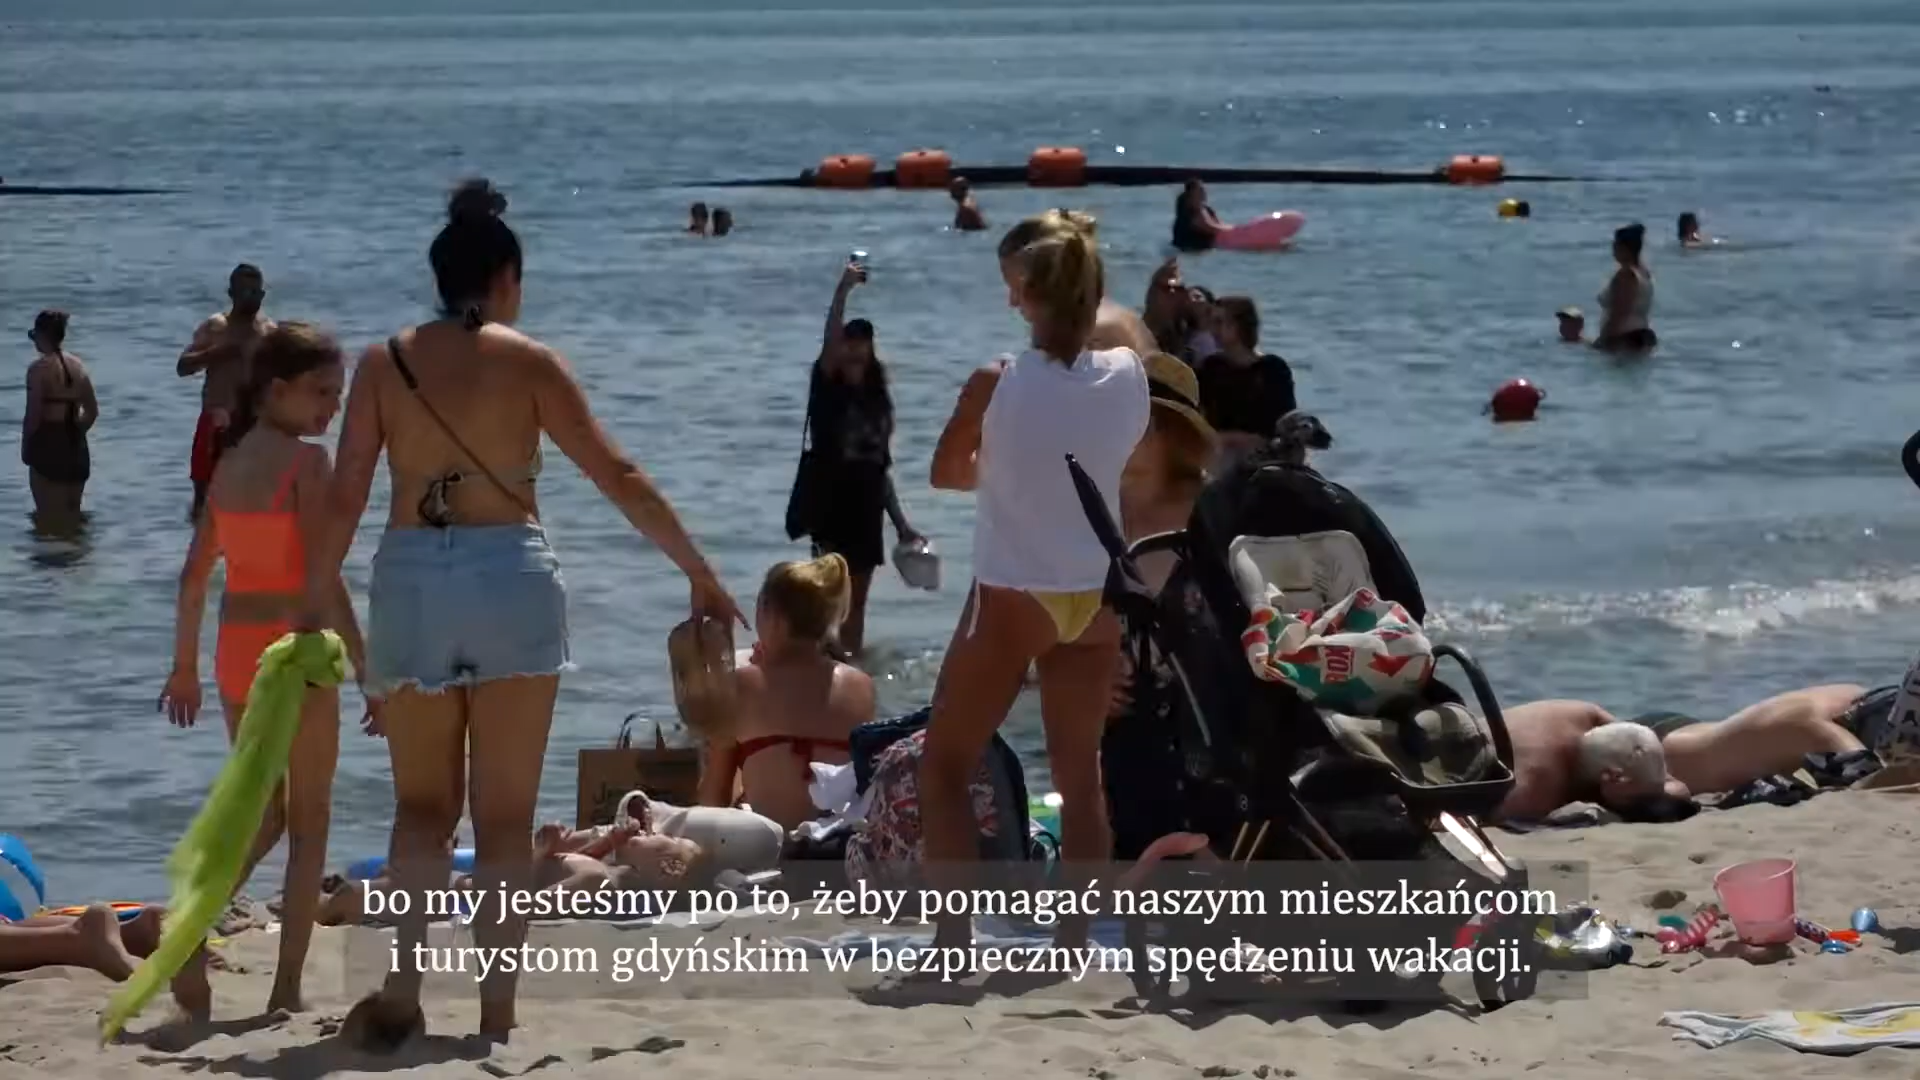 bo my jesteśmy po to, żeby pomagać naszym mieszkańcom
i turystom gdyńskim w bezpiecznym spędzeniu wakacji.